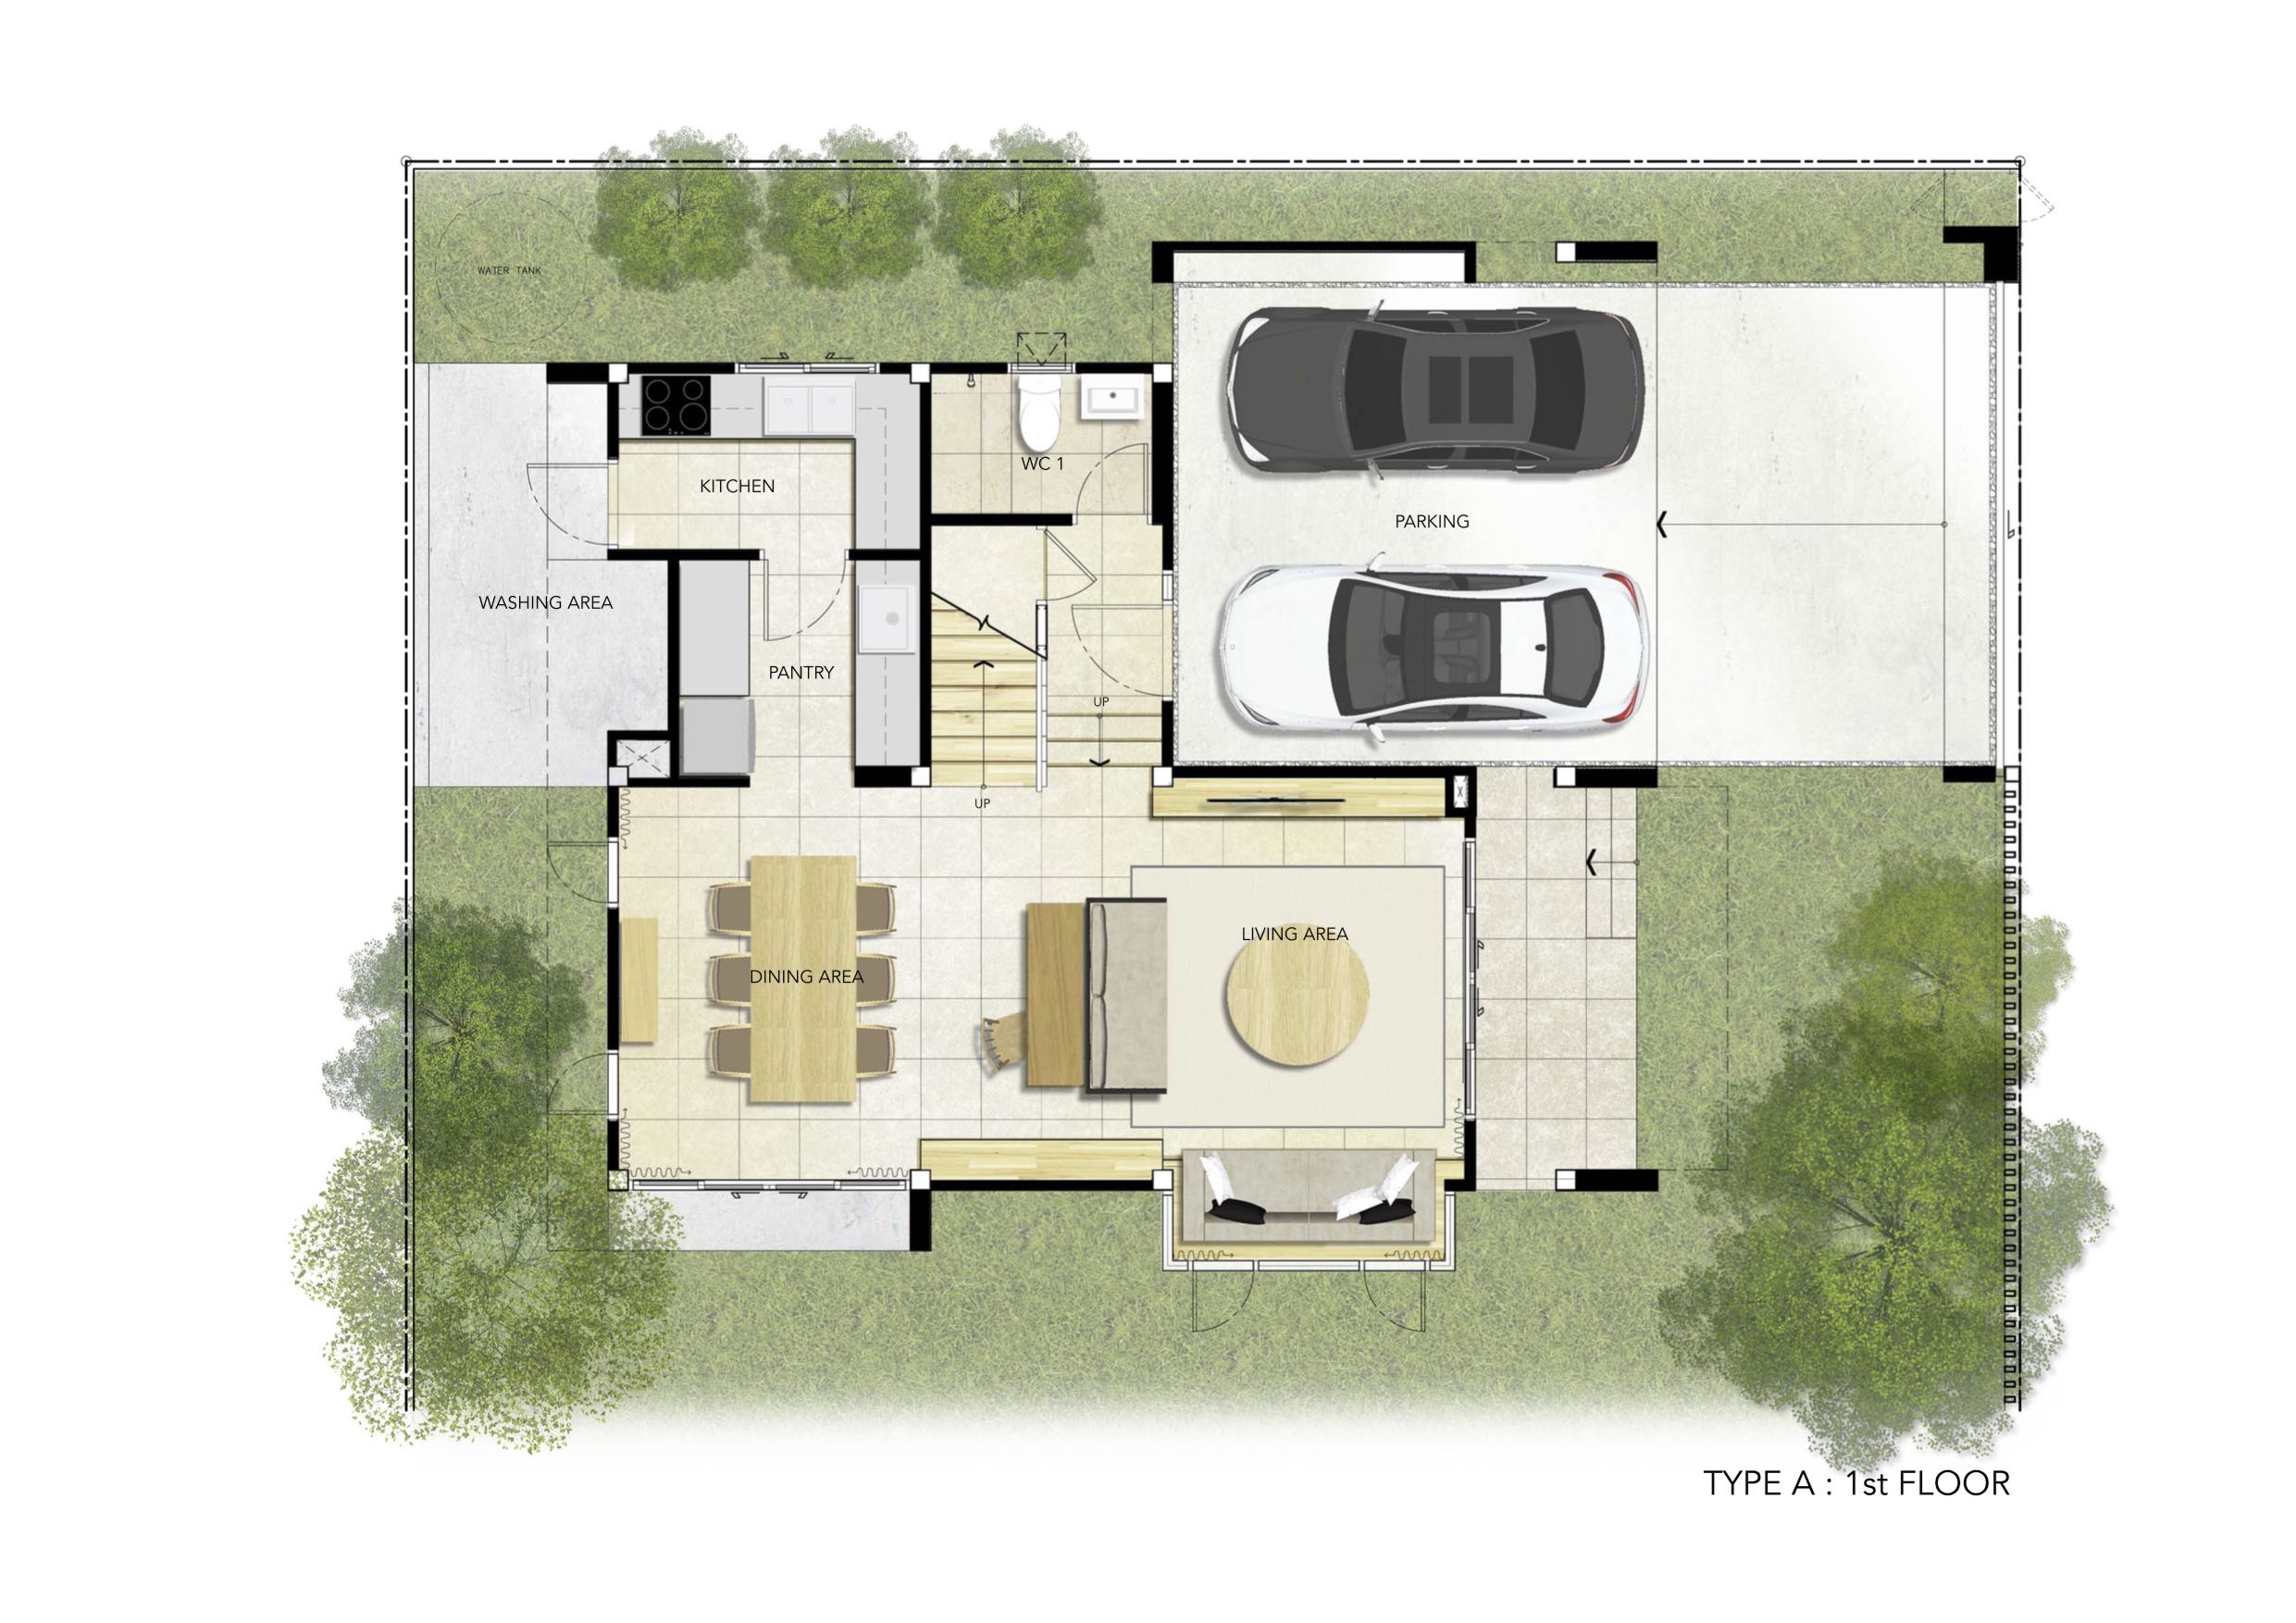 WATER TANK
WC 1
KITCHEN
PARKING
WASHING AREA
PANTRY
UP
UP
LIVING AREA
DINING AREA
TYPE A : 1st FLOOR